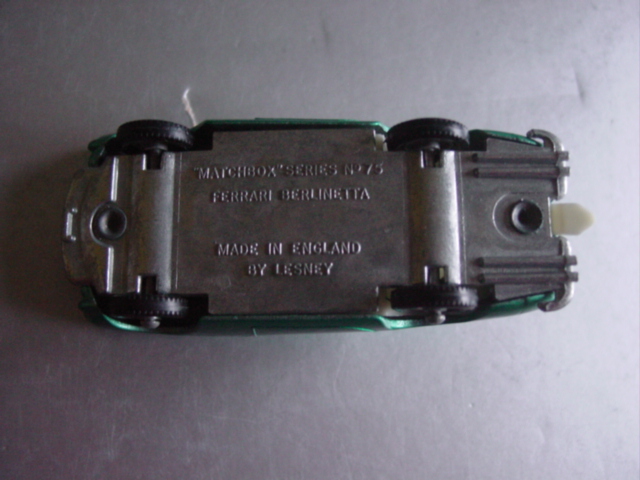 "MATCHBOX" SERIES Nº 75
FERRARI BERLINETTA
MADE IN ENGLAND
BY LESNEY